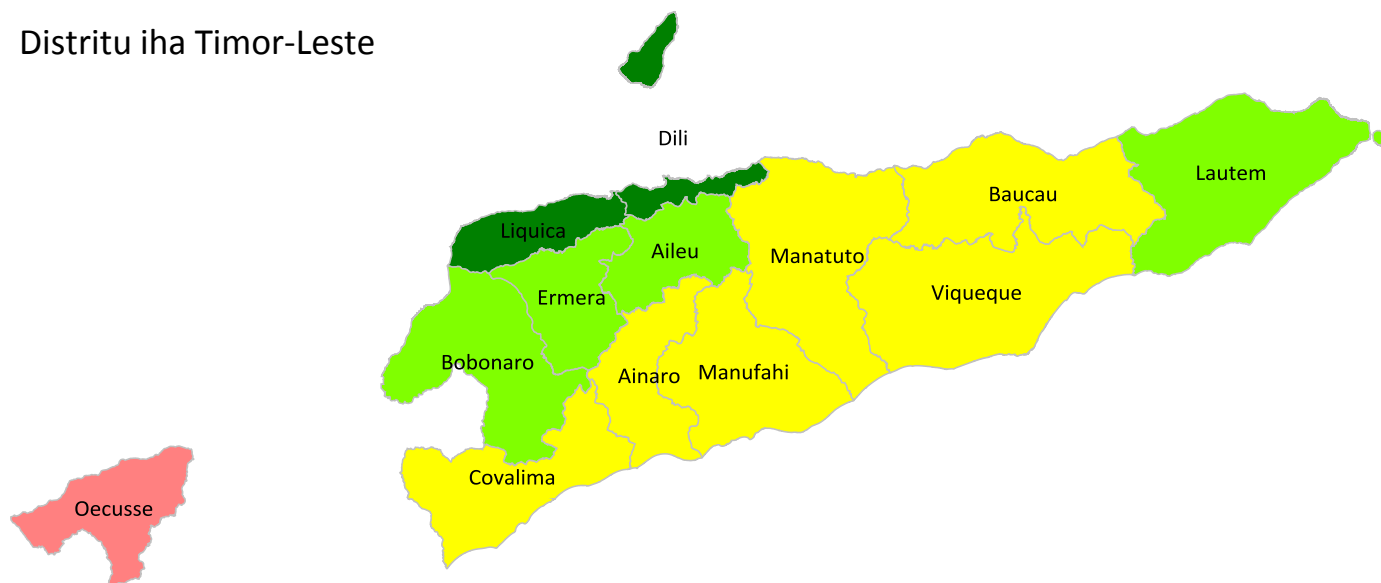 Distritu iha Timor-Leste
Dili
Lautem
Baucau
Liquica
Aileu
Manatuto
Viqueque
Ermera
Bobonaro
Ainaro
Manufahi
Covalima
Oecusse